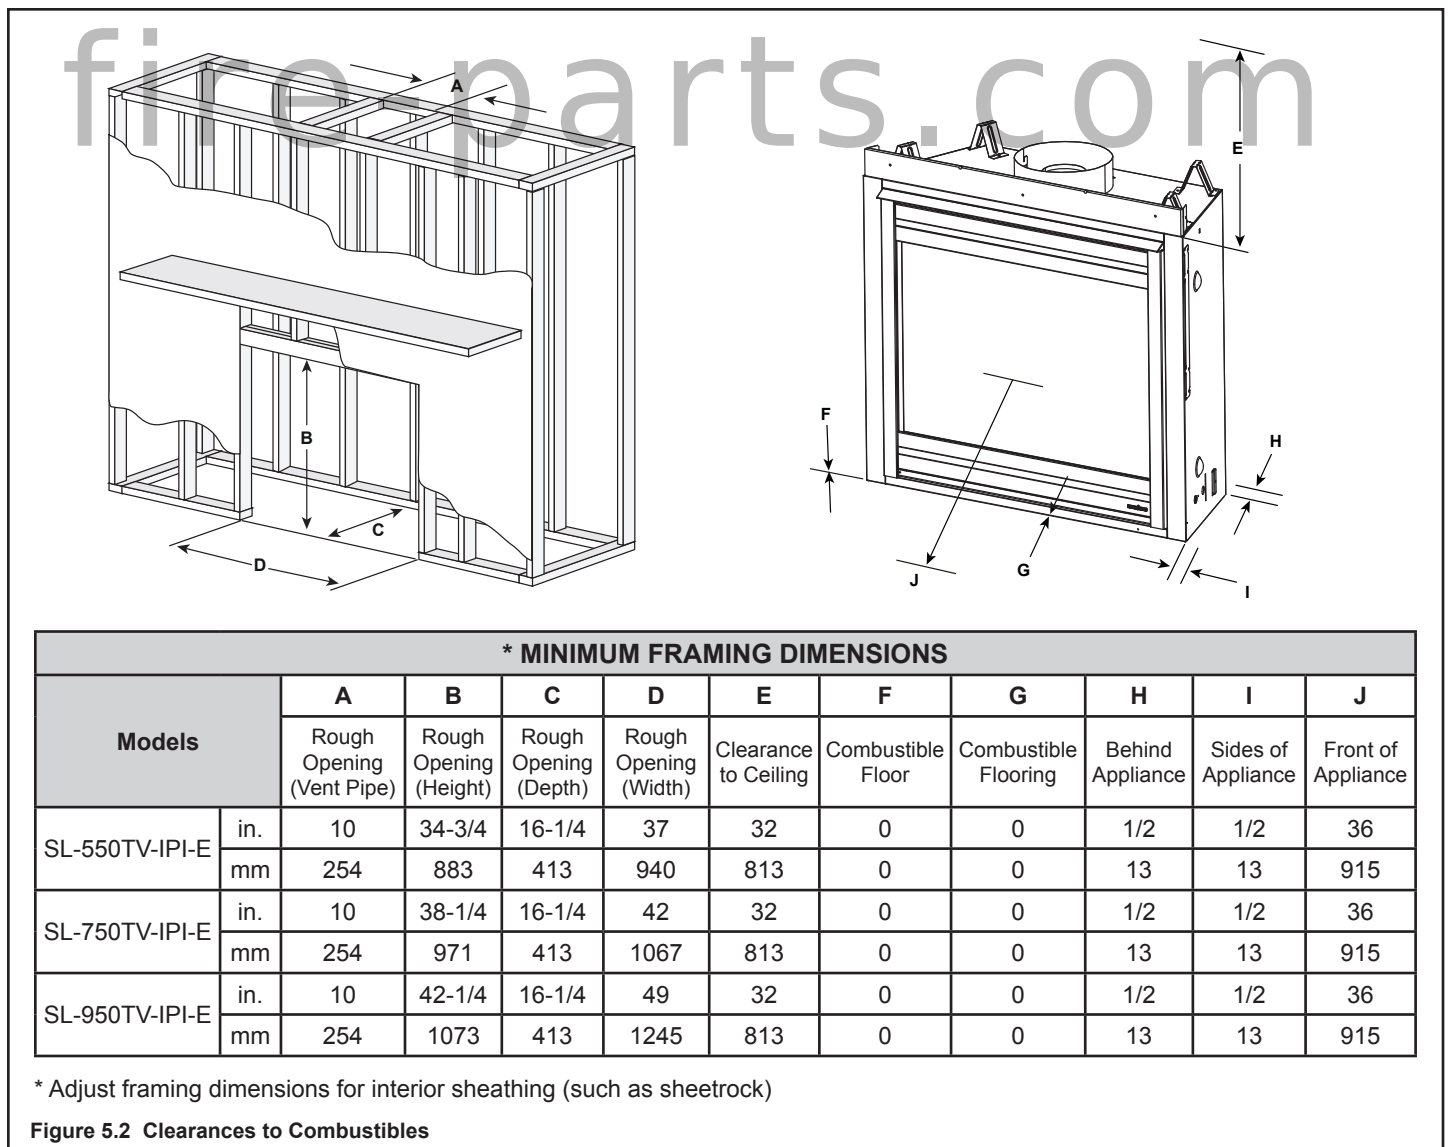 fire-parts.com
A
B
C
D
E
F
G
H
I
J
* MINIMUM FRAMING DIMENSIONS
Models A B C D E F G H I J
Rough Opening (Vent Pipe) Rough Opening (Height) Rough Opening (Depth) Rough Opening (Width) Clearance to Ceiling Combustible Floor Combustible Flooring Behind Appliance Sides of Appliance Front of Appliance
SL-550TV-IPI-E in. 10 34-3/4 16-1/4 37 32 0 0 1/2 1/2 36
mm 254 883 413 940 813 0 0 13 13 915
SL-750TV-IPI-E in. 10 38-1/4 16-1/4 42 32 0 0 1/2 1/2 36
mm 254 971 413 1067 813 0 0 13 13 915
SL-950TV-IPI-E in. 10 42-1/4 16-1/4 49 32 0 0 1/2 1/2 36
mm 254 1073 413 1245 813 0 0 13 13 915
* Adjust framing dimensions for interior sheathing (such as sheetrock)
Figure 5.2 Clearances to Combustibles